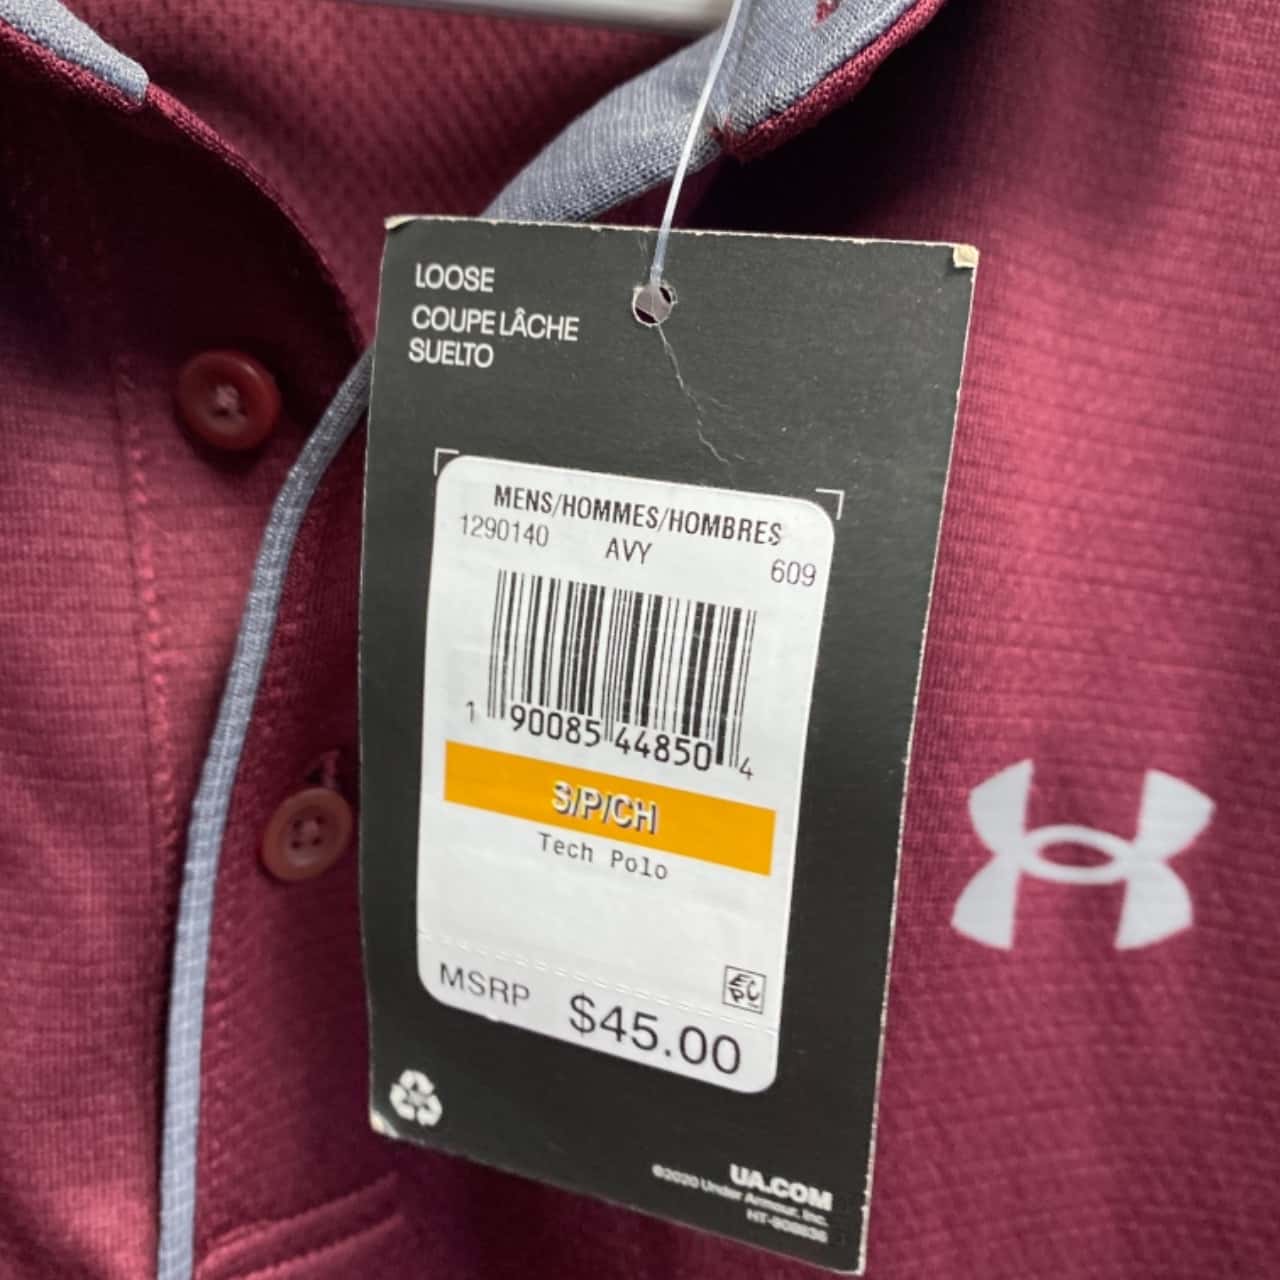 LOOSE
COUPE LÂCHE
SUELTO
MENS/HOMMES/HOMBRES
1290140 AVY 609
1 90085 44850 4
S/P/CH
Tech Polo
MSRP $45.00
UA.COM
©2020 Under Armour, Inc.